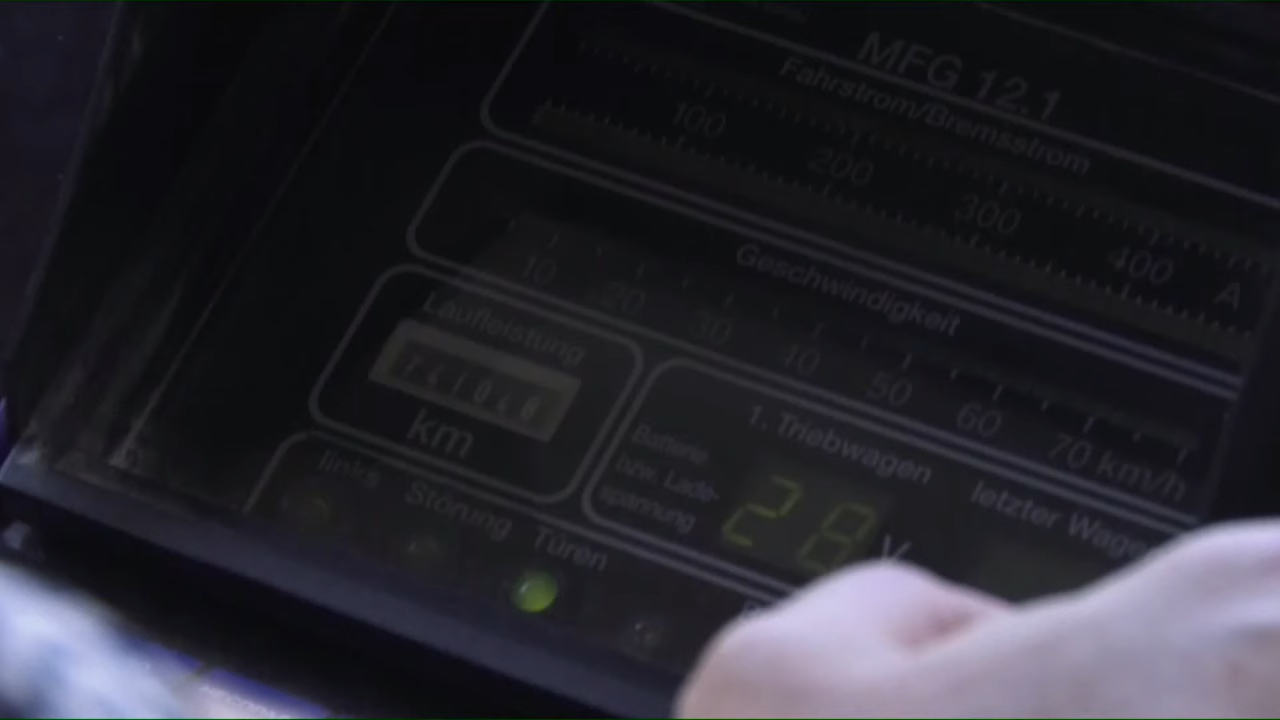 MFG 12.1
Fahrstrom/Bremsstrom
100 200 300 400 A
Geschwindigkeit
10 20 30 40 50 60 70 km/h
Laufleistung
km
1. Triebwagen
letzter Wagen
Batterie-
bzw. Lade-
spannung
28 V
links Störung Türen